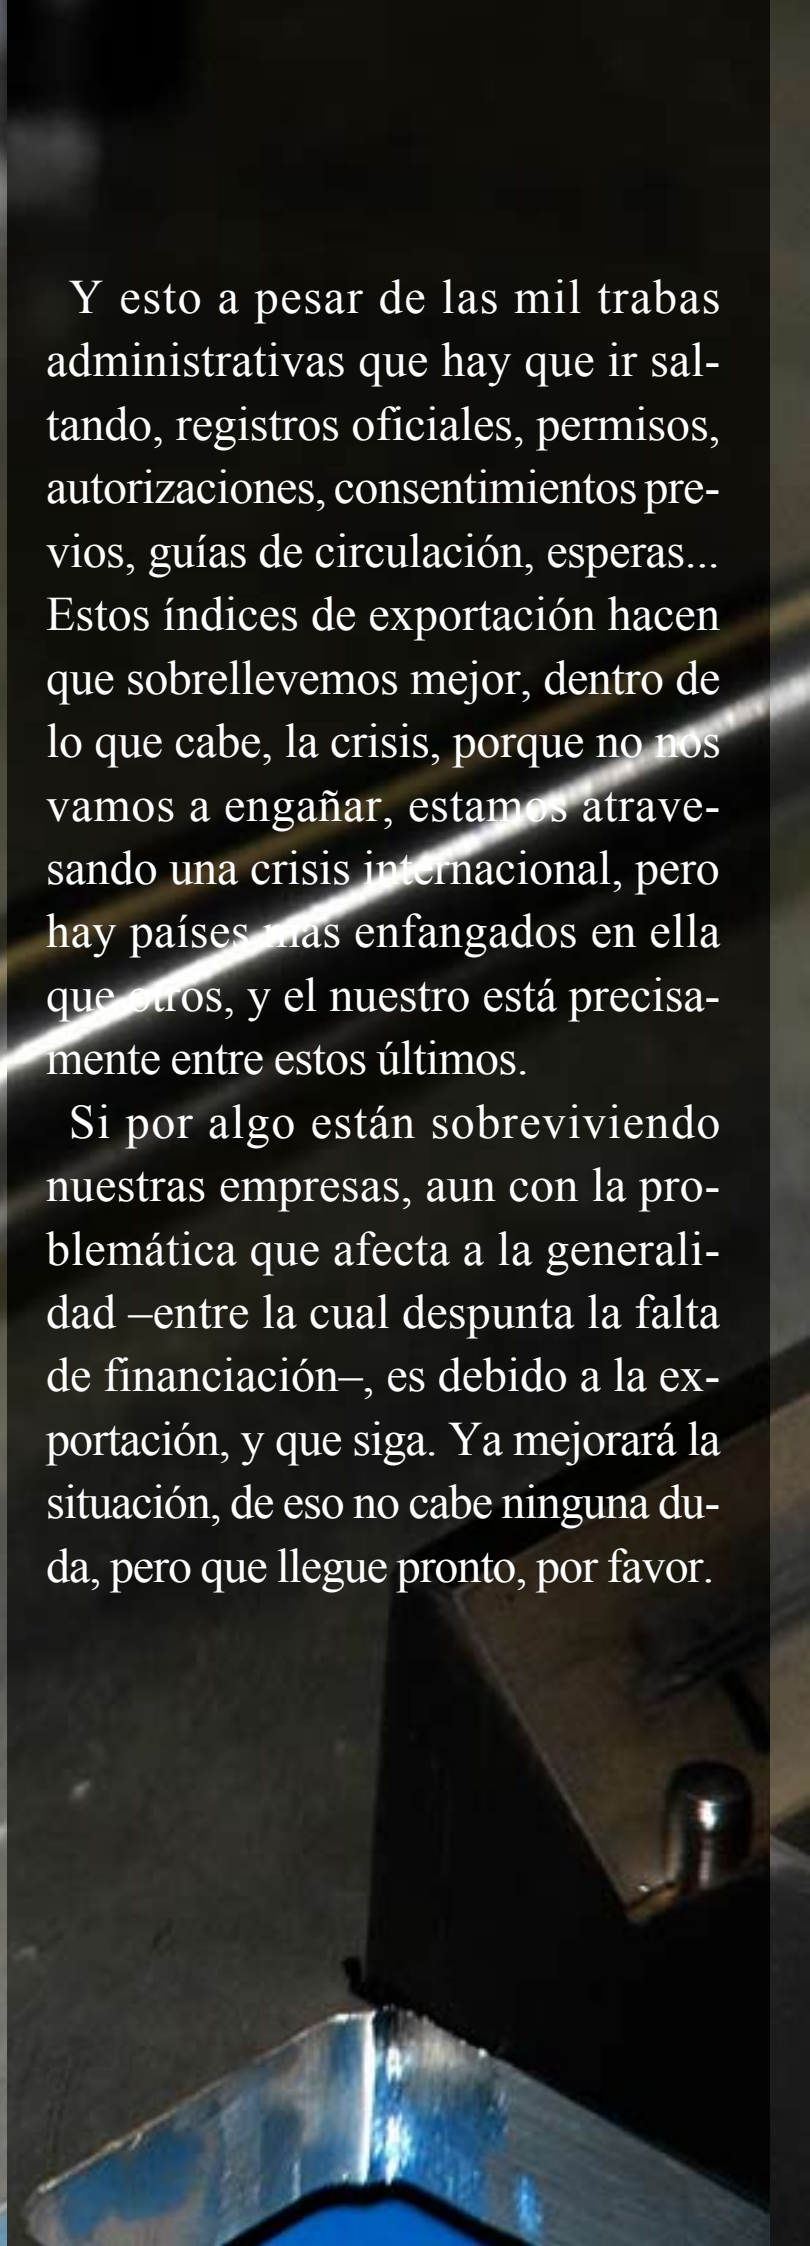 Y esto a pesar de las mil trabas
administrativas que hay que ir sal-
tando, registros oficiales, permisos,
autorizaciones, consentimientos pre-
vios, guías de circulación, esperas...
Estos índices de exportación hacen
que sobrellevemos mejor, dentro de
lo que cabe, la crisis, porque no nos
vamos a engañar, estamos atrave-
sando una crisis internacional, pero
hay países más enfangados en ella
que otros, y el nuestro está precisa-
mente entre estos últimos.
Si por algo están sobreviviendo
nuestras empresas, aun con la pro-
blemática que afecta a la generali-
dad –entre la cual despunta la falta
de financiación–, es debido a la ex-
portación, y que siga. Ya mejorará la
situación, de eso no cabe ninguna du-
da, pero que llegue pronto, por favor.